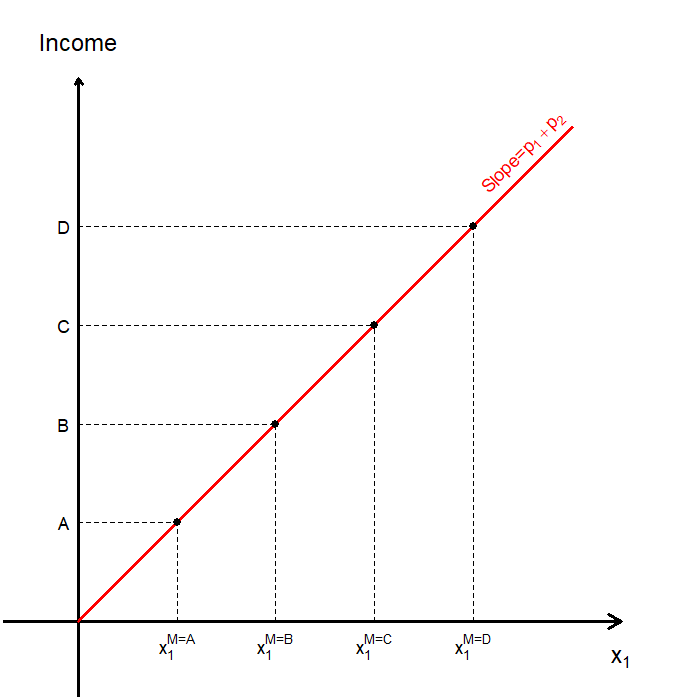 Income
Slope=p₁+p₂
D
C
B
A
x₁ᴹ⁼ᴬ
x₁ᴹ⁼ᴮ
x₁ᴹ⁼ᶜ
x₁ᴹ⁼ᴰ
x₁